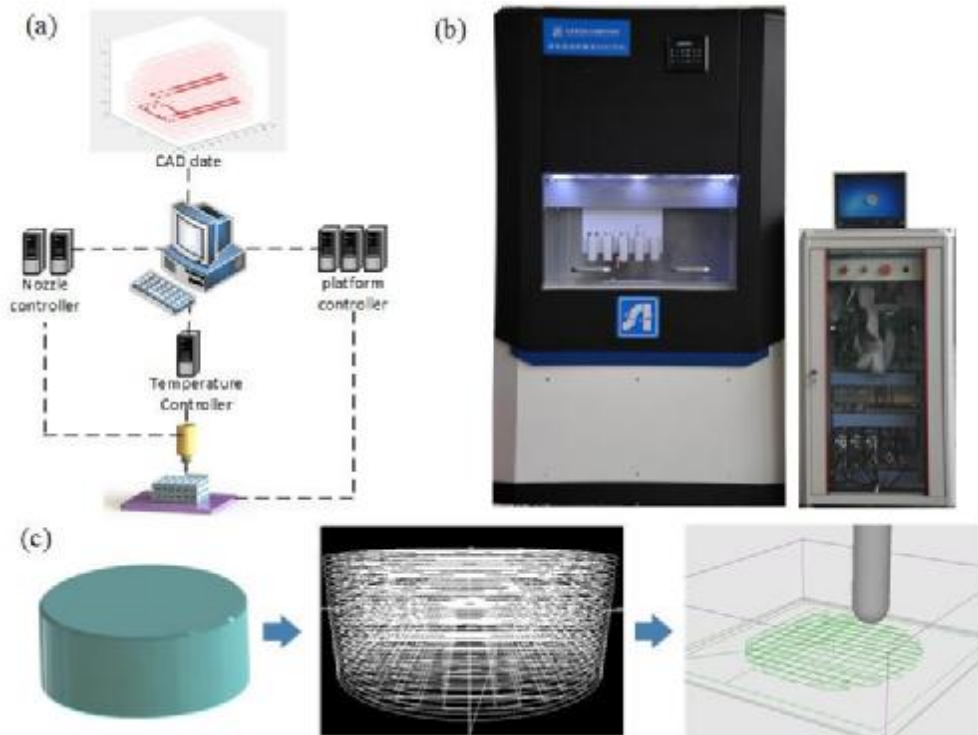 (a)
CAD date
Nozzle
controller
platform
controller
Temperature
Controller
(b)
(c)